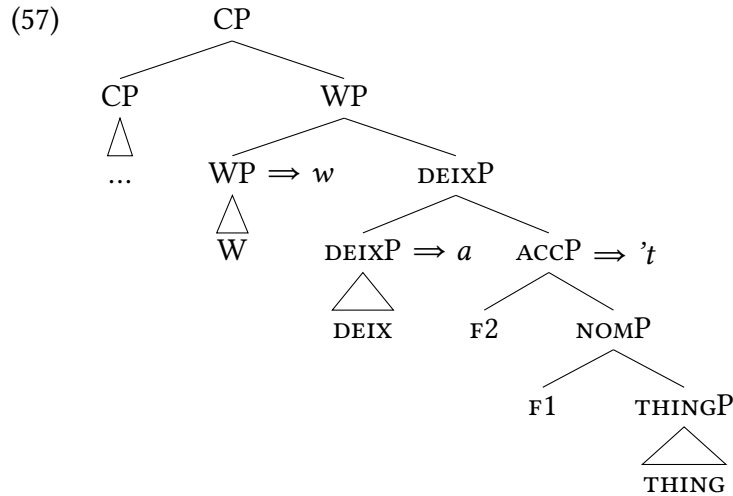 (57) CP
CP WP
... WP ⇒ w DEIXP
W DEIXP ⇒ a ACCP ⇒ 't
DEIX F2 NOMP
F1 THINGP
THING